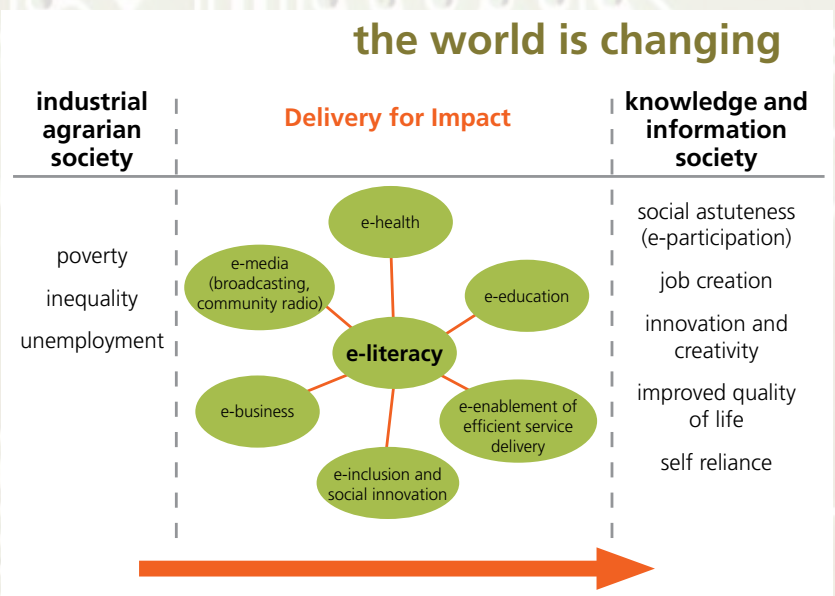 the world is changing
industrial
agrarian
society
poverty
inequality
unemployment
Delivery for Impact
e-health
e-media
(broadcasting,
community radio)
e-education
e-literacy
e-business
e-enablement of
efficient service
delivery
e-inclusion and
social innovation
knowledge and
information
society
social astuteness
(e-participation)
job creation
innovation and
creativity
improved quality
of life
self reliance